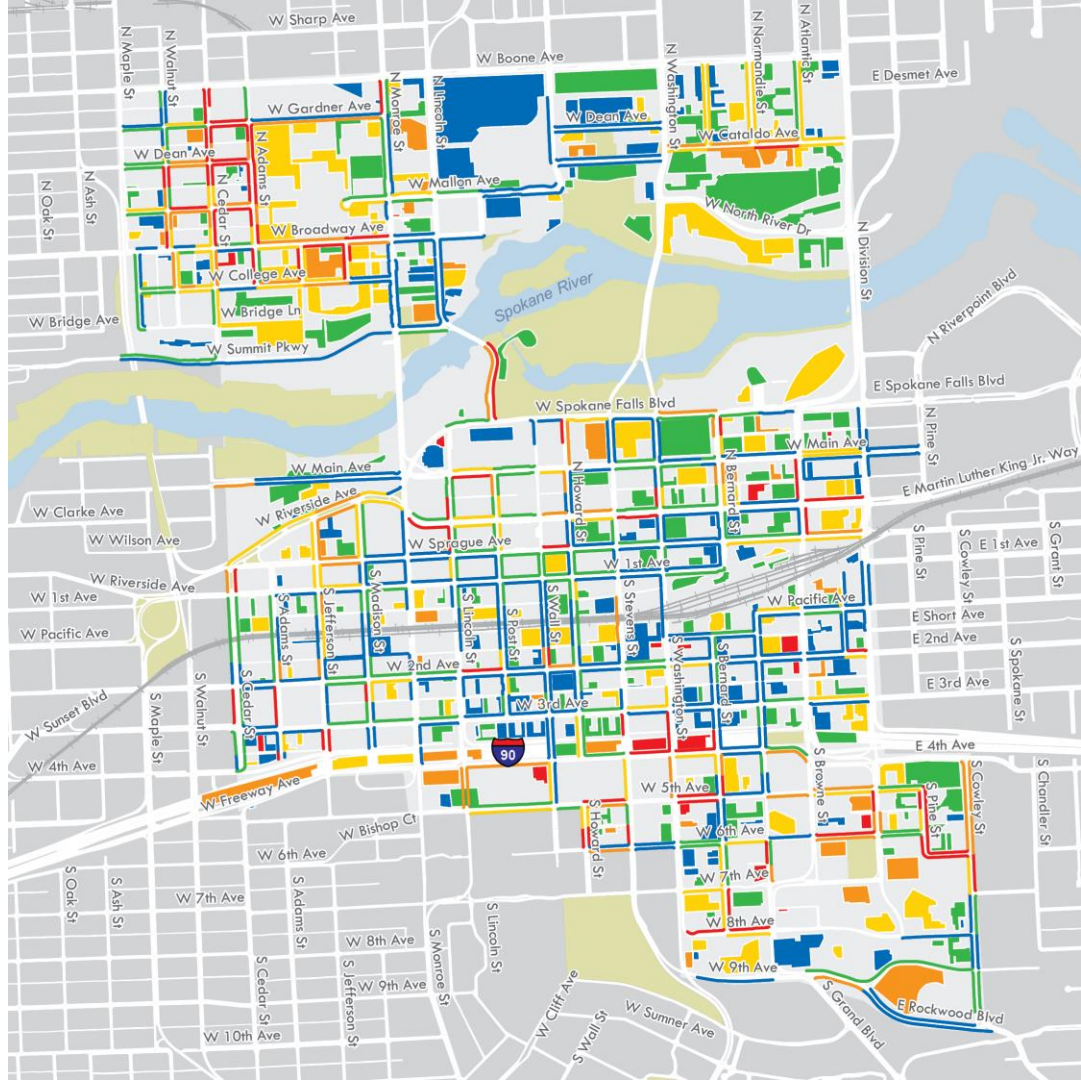 W Sharp Ave
N Maple St
N Walnut St
W Boone Ave
N Washington St
N Normandie St
N Atlantic St
E Desmet Ave
N Monroe St
N Lincoln St
W Gardner Ave
W Dean Ave
W Cataldo Ave
W Dean Ave
N Adams St
N Oak St
N Ash St
N Cedar St
W Mallon Ave
W North River Dr
W Broadway Ave
N Division St
W College Ave
Spokane River
W Bridge Ave
W Bridge Ln
N Riverpoint Blvd
W Summit Pkwy
E Spokane Falls Blvd
W Spokane Falls Blvd
N Pine St
W Main Ave
W Main Ave
N Howard St
N Bernard St
E Martin Luther King Jr. Way
W Riverside Ave
W Clarke Ave
W Wilson Ave
W Sprague Ave
S Pine St
S Cowley St
E 1st Ave
S Grant St
W 1st Ave
W Riverside Ave
W 1st Ave
W Pacific Ave
S Adams St
S Jefferson St
S Madison St
S Lincoln St
S Post St
S Wall St
S Stevens St
E Short Ave
W Pacific Ave
E 2nd Ave
S Washington St
S Bernard St
S Spokane St
W 2nd Ave
E 3rd Ave
W Sunset Blvd
S Maple St
S Walnut St
S Cedar St
W 3rd Ave
E 4th Ave
90
W 4th Ave
S Browne St
S Cowley St
S Chandler St
W Freeway Ave
W 5th Ave
S Pine St
S Howard St
W Bishop Ct
W 6th Ave
W 6th Ave
S Oak St
S Ash St
W 7th Ave
S Adams St
W 7th Ave
S Lincoln St
W 8th Ave
W 8th Ave
S Monroe St
S Cedar St
S Jefferson St
W 9th Ave
W 9th Ave
W Cliff Ave
S Grand Blvd
E Rockwood Blvd
W Sumner Ave
S Wall St
W 10th Ave